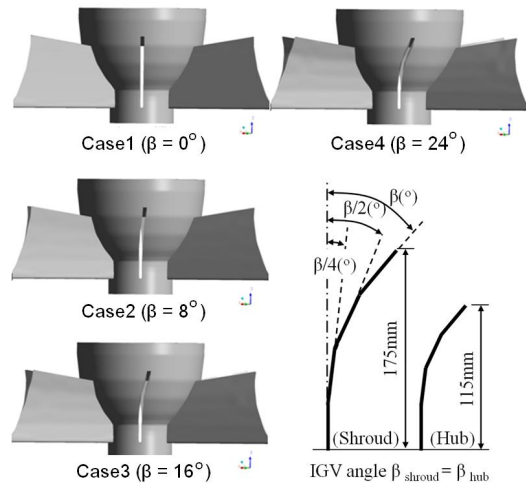 Case1 (β = 0°)
Case4 (β = 24°)
Case2 (β = 8°)
Case3 (β = 16°)
β(°)
β/2(°)
β/4(°)
175mm
115mm
(Shroud)
(Hub)
IGV angle β shroud = β hub